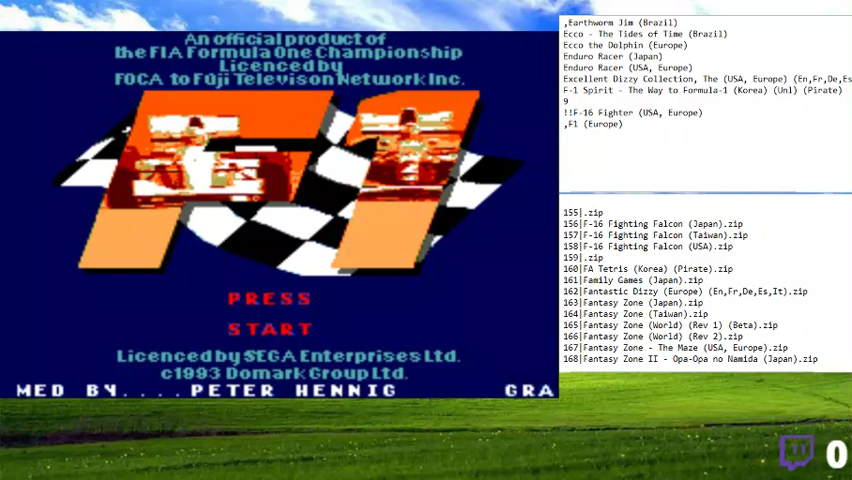 An official product of
the FIA Formula One Championship
Licenced by
FOCA to Fuji Televison Network Inc.
F1
PRESS
START
Licenced by SEGA Enterprises Ltd.
c1993 Domark Group Ltd.
MED BY.... PETER HENNIG GRA
,Earthworm Jim (Brazil)
Ecco - The Tides of Time (Brazil)
Ecco the Dolphin (Europe)
Enduro Racer (Japan)
Enduro Racer (USA, Europe)
Excellent Dizzy Collection, The (USA, Europe) (En,Fr,De,Es
F-1 Spirit - The Way to Formula-1 (Korea) (Unl) (Pirate)
9
!!F-16 Fighter (USA, Europe)
,F1 (Europe)
155|.zip
156|F-16 Fighting Falcon (Japan).zip
157|F-16 Fighting Falcon (Taiwan).zip
158|F-16 Fighting Falcon (USA).zip
159|.zip
160|FA Tetris (Korea) (Pirate).zip
161|Family Games (Japan).zip
162|Fantastic Dizzy (Europe) (En,Fr,De,Es,It).zip
163|Fantasy Zone (Japan).zip
164|Fantasy Zone (Taiwan).zip
165|Fantasy Zone (World) (Rev 1) (Beta).zip
166|Fantasy Zone (World) (Rev 2).zip
167|Fantasy Zone - The Maze (USA, Europe).zip
168|Fantasy Zone II - Opa-Opa no Namida (Japan).zip
0